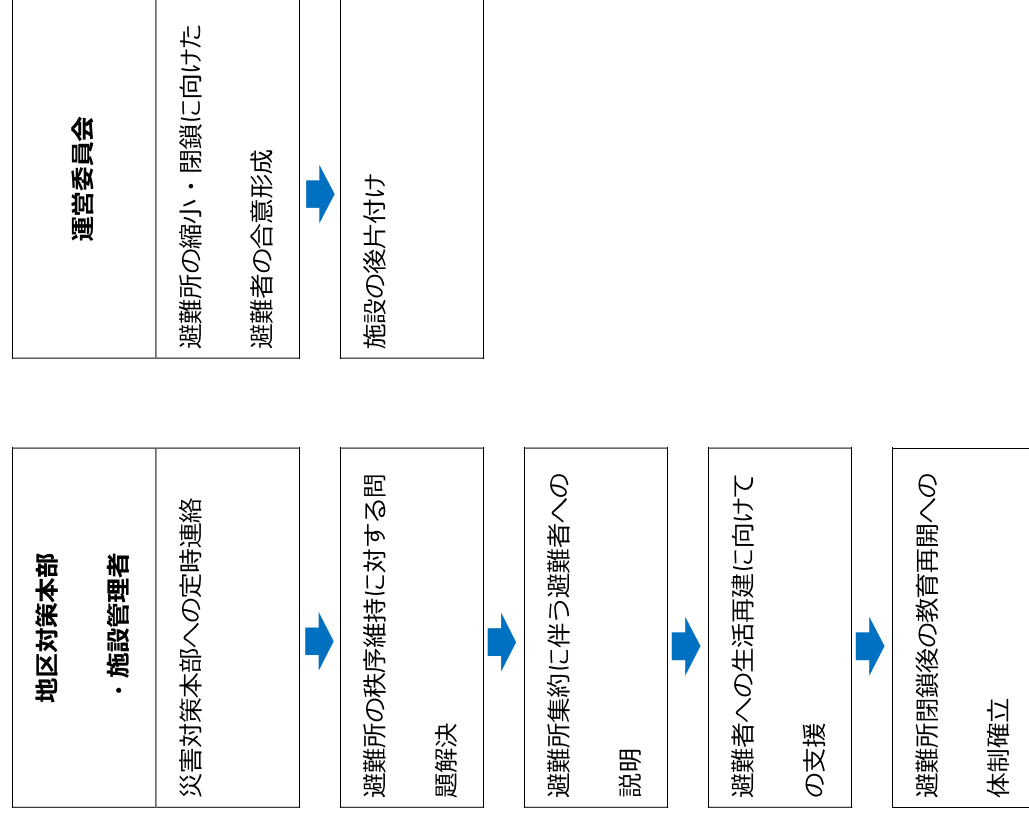 地区対策本部
・施設管理者
災害対策本部への定時連絡
避難所の秩序維持に対する問
題解決
避難所集約に伴う避難者への
説明
避難者への生活再建に向けて
の支援
避難所閉鎖後の教育再開への
体制確立
運営委員会
避難所の縮小・閉鎖に向けた
避難者の合意形成
施設の後片付け